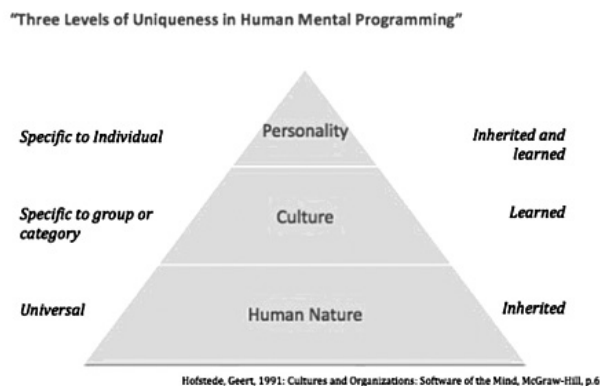 "Three Levels of Uniqueness in Human Mental Programming"
Specific to Individual
Personality
Inherited and
learned
Specific to group or
category
Culture
Learned
Universal
Human Nature
Inherited
Hofstede, Geert, 1991: Cultures and Organizations: Software of the Mind, McGraw-Hill, p.6